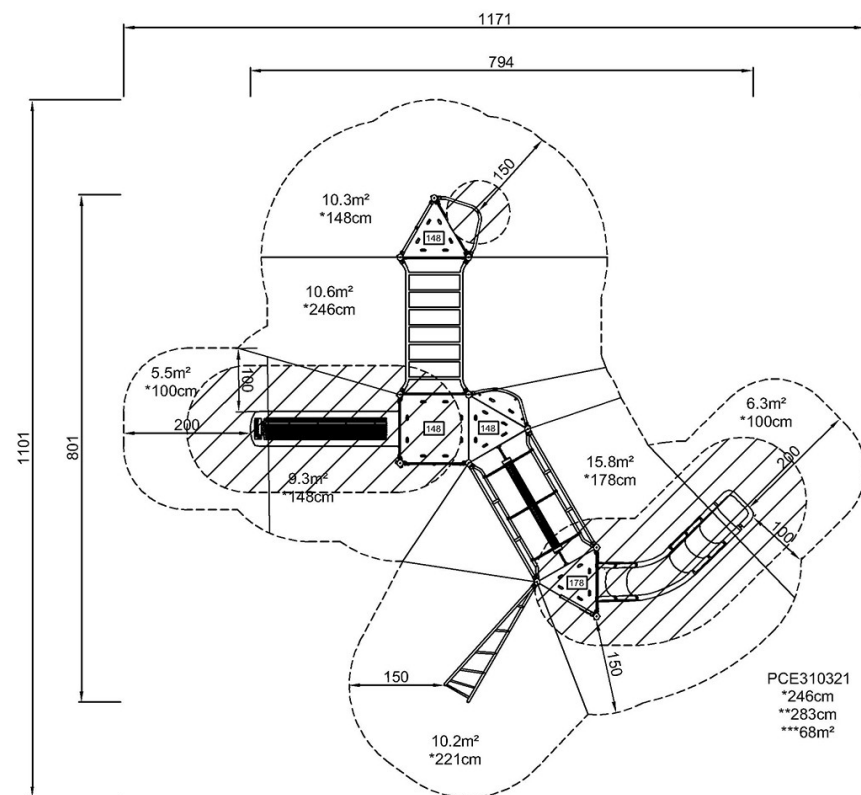 1171
794
150
10.3m²
*148cm
148
10.6m²
*246cm
5.5m²
*100cm
100
200
148
148
6.3m²
*100cm
200
1101
801
9.3m²
*148cm
15.8m²
*178cm
100
178
150
150
PCE310321
*246cm
**283cm
***68m²
10.2m²
*221cm